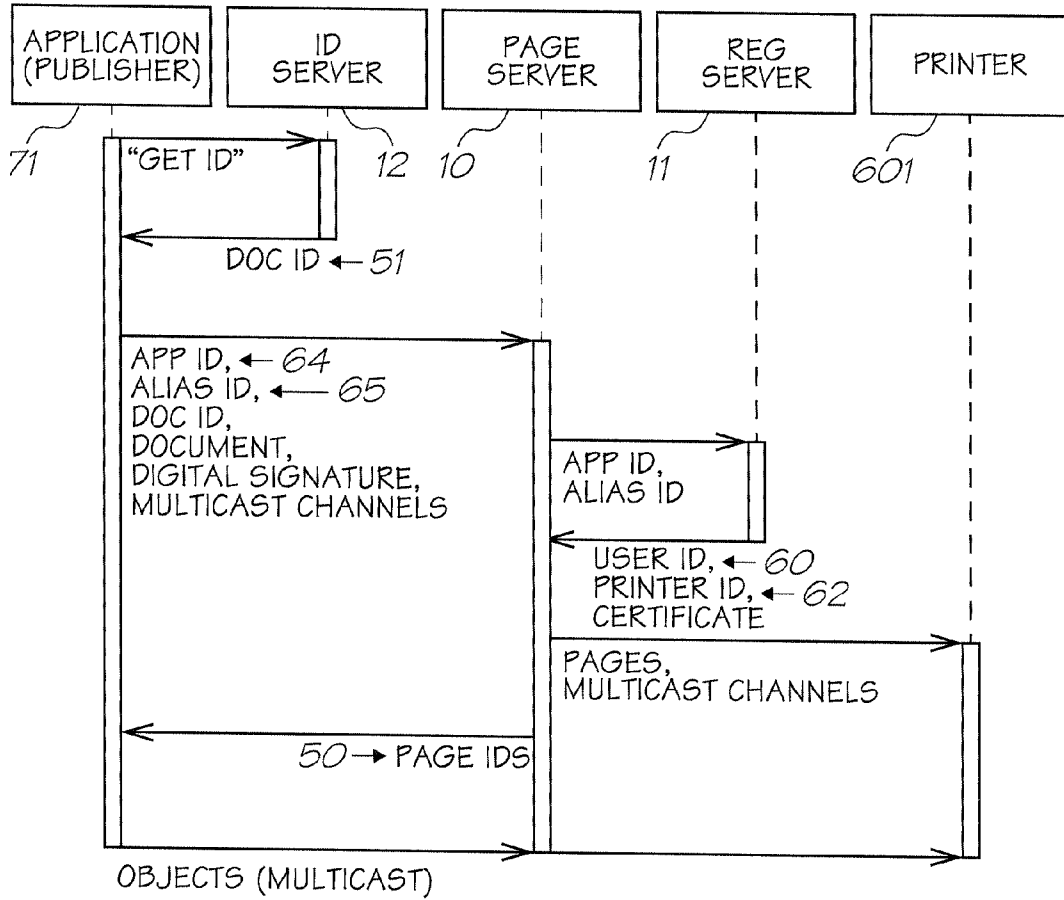 APPLICATION
(PUBLISHER)
ID
SERVER
PAGE
SERVER
REG
SERVER
PRINTER
71
12
10
11
601
"GET ID"
DOC ID
51
APP ID,
64
ALIAS ID,
65
DOC ID,
DOCUMENT,
DIGITAL SIGNATURE,
MULTICAST CHANNELS
APP ID,
ALIAS ID
USER ID,
60
PRINTER ID,
62
CERTIFICATE
PAGES,
MULTICAST CHANNELS
50
PAGE IDS
OBJECTS (MULTICAST)